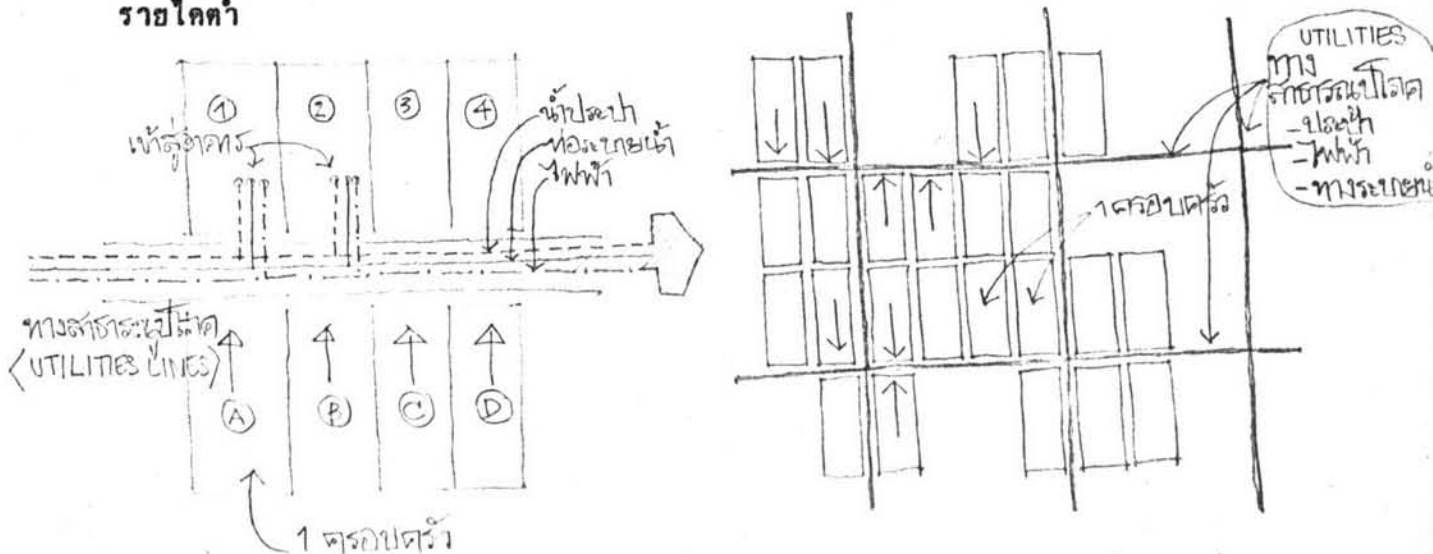 รายได้ต่ำ
① ② ③ ④
เข้าสู่อาคาร
น้ำประปา
ท่อระบายน้ำ
ไฟฟ้า
ทางสาธาระณูปโภค
<UTILITIES LINES>
Ⓐ Ⓑ Ⓒ Ⓓ
1 ครอบครัว
UTILITIES
ทาง
สาธารณูปโภค
-ประปา
-ไฟฟ้า
-ทางระบายน้ำ
1 ครอบครัว